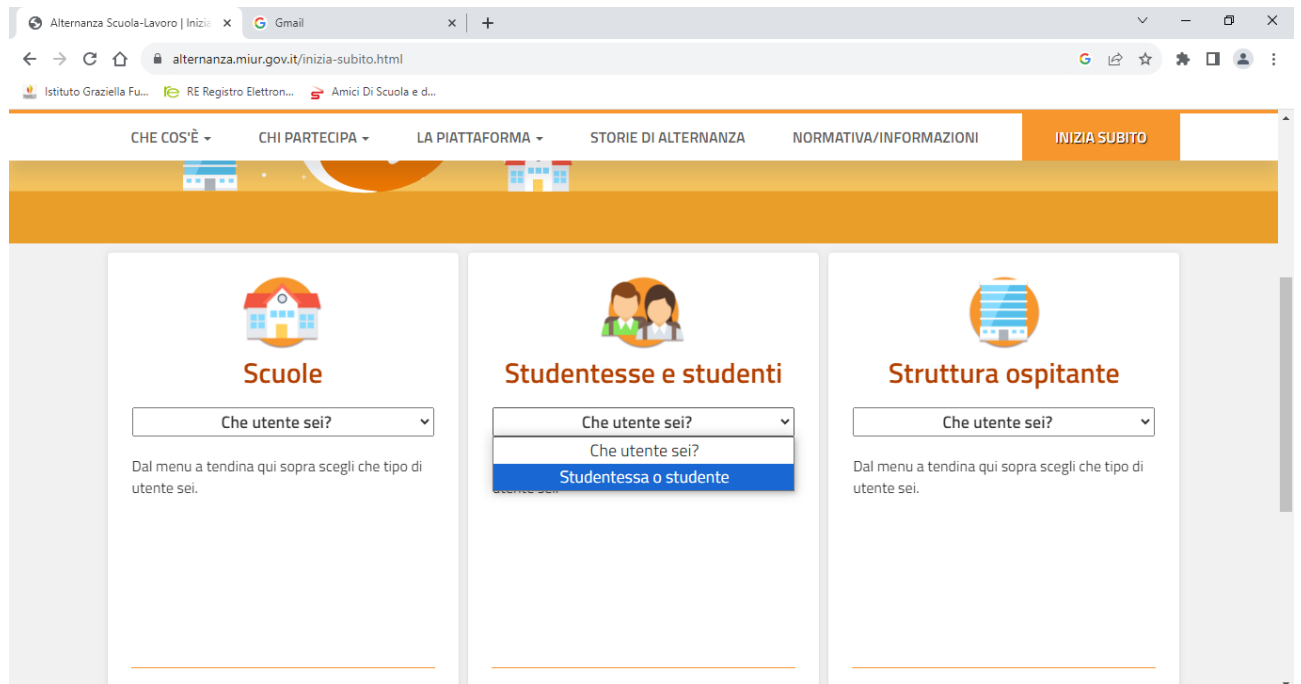 Alternanza Scuola-Lavoro | Inizia
Gmail
alternanza.miur.gov.it/inizia-subito.html
Istituto Graziella Fu...
RE Registro Elettron...
Amici Di Scuola e d...
CHE COS'È
CHI PARTECIPA
LA PIATTAFORMA
STORIE DI ALTERNANZA
NORMATIVA/INFORMAZIONI
INIZIA SUBITO
Scuole
Che utente sei?
Dal menu a tendina qui sopra scegli che tipo di
utente sei.
Studentesse e studenti
Che utente sei?
Che utente sei?
Studentessa o studente
utente sei.
Struttura ospitante
Che utente sei?
Dal menu a tendina qui sopra scegli che tipo di
utente sei.